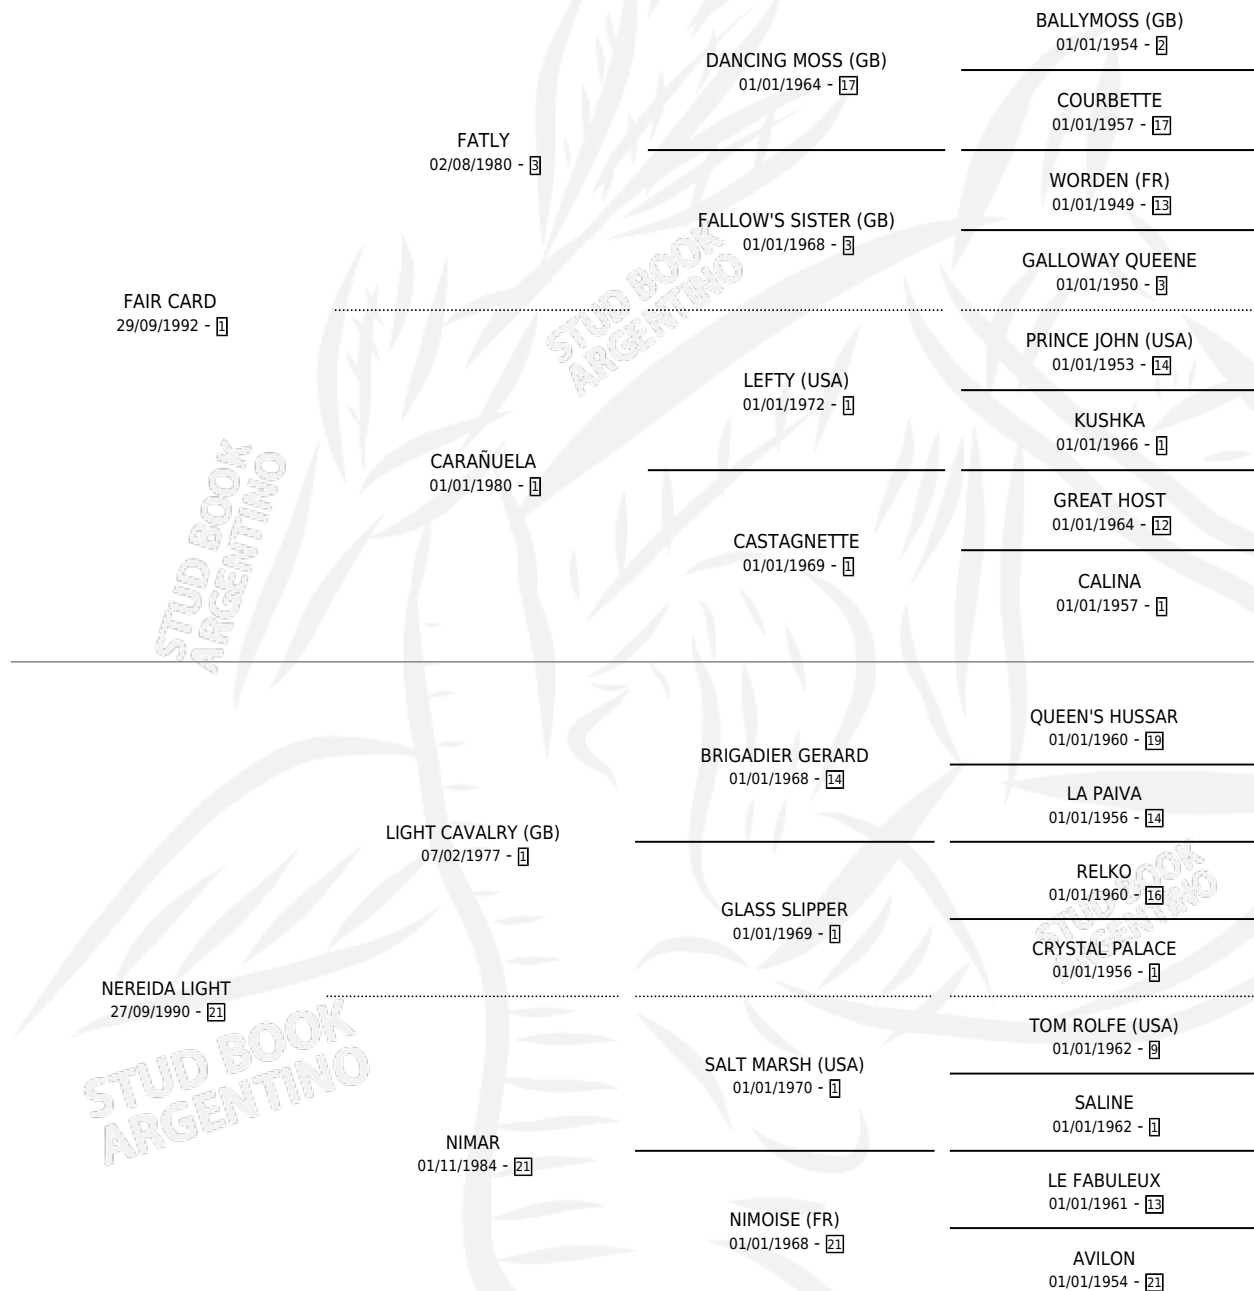 FAIR CARD
29/09/1992 - 1
FATLY
02/08/1980 - 3
DANCING MOSS (GB)
01/01/1964 - 17
BALLYMOSS (GB)
01/01/1954 - 2
COURBETTE
01/01/1957 - 17
FALLOW'S SISTER (GB)
01/01/1968 - 3
WORDEN (FR)
01/01/1949 - 13
GALLOWAY QUEENE
01/01/1950 - 3
CARAÑUELA
01/01/1980 - 1
LEFTY (USA)
01/01/1972 - 1
PRINCE JOHN (USA)
01/01/1953 - 14
KUSHKA
01/01/1966 - 1
CASTAGNETTE
01/01/1969 - 1
GREAT HOST
01/01/1964 - 12
CALINA
01/01/1957 - 1
NEREIDA LIGHT
27/09/1990 - 21
LIGHT CAVALRY (GB)
07/02/1977 - 1
BRIGADIER GERARD
01/01/1968 - 14
QUEEN'S HUSSAR
01/01/1960 - 19
LA PAIVA
01/01/1956 - 14
GLASS SLIPPER
01/01/1969 - 1
RELKO
01/01/1960 - 16
CRYSTAL PALACE
01/01/1956 - 1
NIMAR
01/11/1984 - 21
SALT MARSH (USA)
01/01/1970 - 1
TOM ROLFE (USA)
01/01/1962 - 9
SALINE
01/01/1962 - 1
NIMOISE (FR)
01/01/1968 - 21
LE FABULEUX
01/01/1961 - 13
AVILON
01/01/1954 - 21
STUD BOOK
ARGENTINO
STUD BOOK
ARGENTINO
STUD BOOK
ARGENTINO
STUD BOOK
ARGENTINO